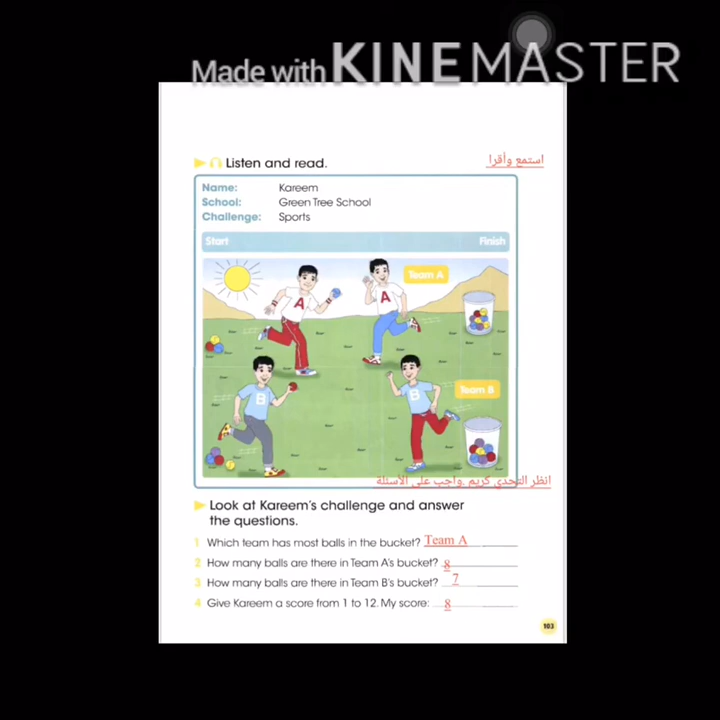 Made with KINEMASTER
Listen and read.
استمع وأقرا
Name: Kareem
School: Green Tree School
Challenge: Sports
Start Finish
Team A
A A
B B
Team B
انظر التحدي كريم .واجب على الأسئلة
Look at Kareem's challenge and answer
the questions.
1 Which team has most balls in the bucket? Team A
2 How many balls are there in Team A's bucket? 8
3 How many balls are there in Team B's bucket? 7
4 Give Kareem a score from 1 to 12. My score: 8
103